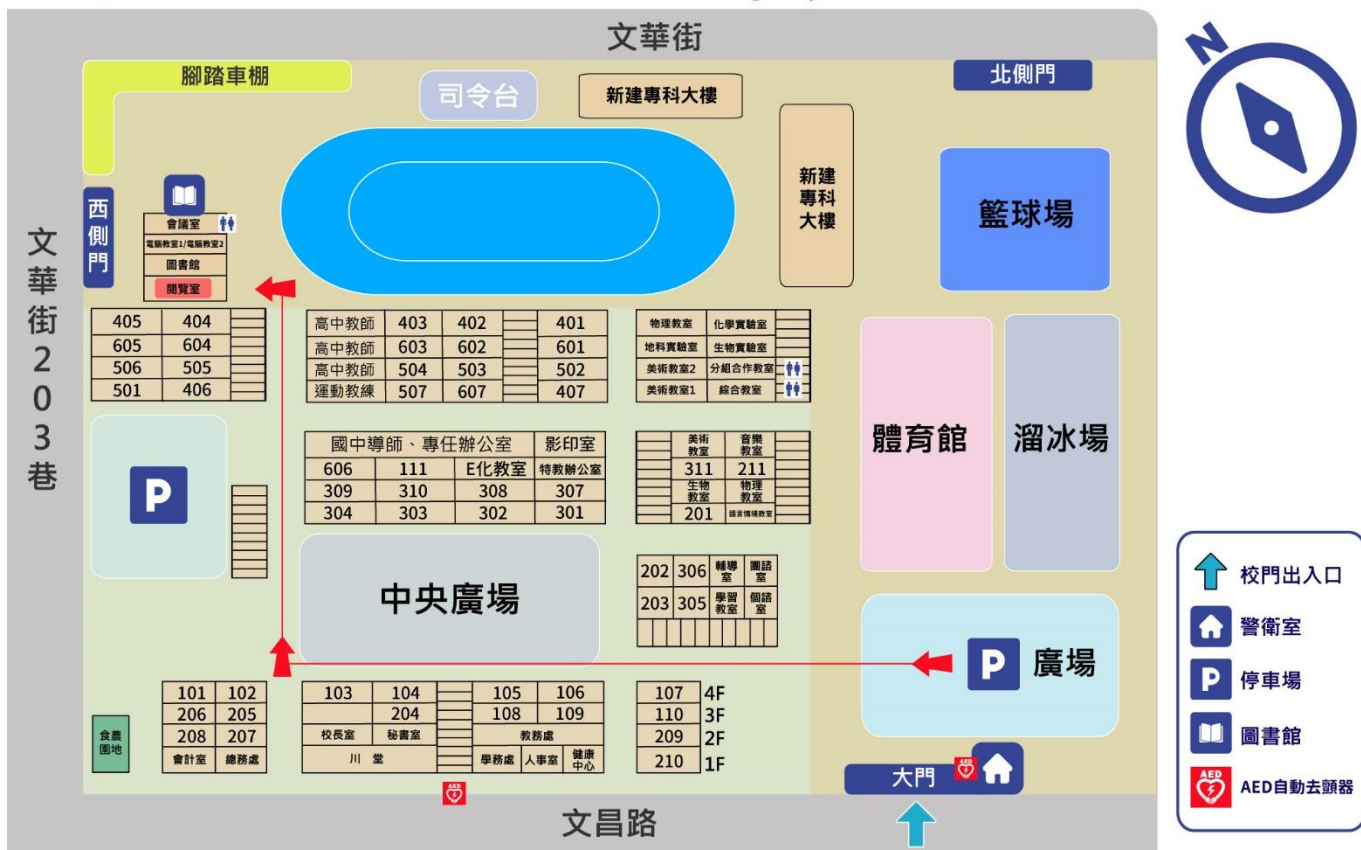 文華街
腳踏車棚
司令台
新建專科大樓
北側門
N
西側門
文華街203巷
會議室
電腦教室1/電腦教室2
圖書館
閱覽室
新建
專科
大樓
籃球場
405 404
605 604
506 505
501 406
高中教師 403 402 401
高中教師 603 602 601
高中教師 504 503 502
運動教練 507 607 407
物理教室 化學實驗室
地科實驗室 生物實驗室
美術教室2 分組合作教室
美術教室1 綜合教室
體育館
溜冰場
P
國中導師、專任辦公室 影印室
606 111 E化教室 特教辦公室
309 310 308 307
304 303 302 301
美術教室 音樂教室
311 211
生物教室 物理教室
201 語言情境教室
中央廣場
202 306 輔導室 團諮室
203 305 學習教室 個諮室
P 廣場
食農
園地
101 102
206 205
208 207
會計室 總務處
103 104 105 106
204 108 109
校長室 秘書室 教務處
川堂 學務處 人事室 健康中心
107 4F
110 3F
209 2F
210 1F
AED
大門
AED
文昌路
校門出入口
警衛室
P 停車場
圖書館
AED AED自動去顫器